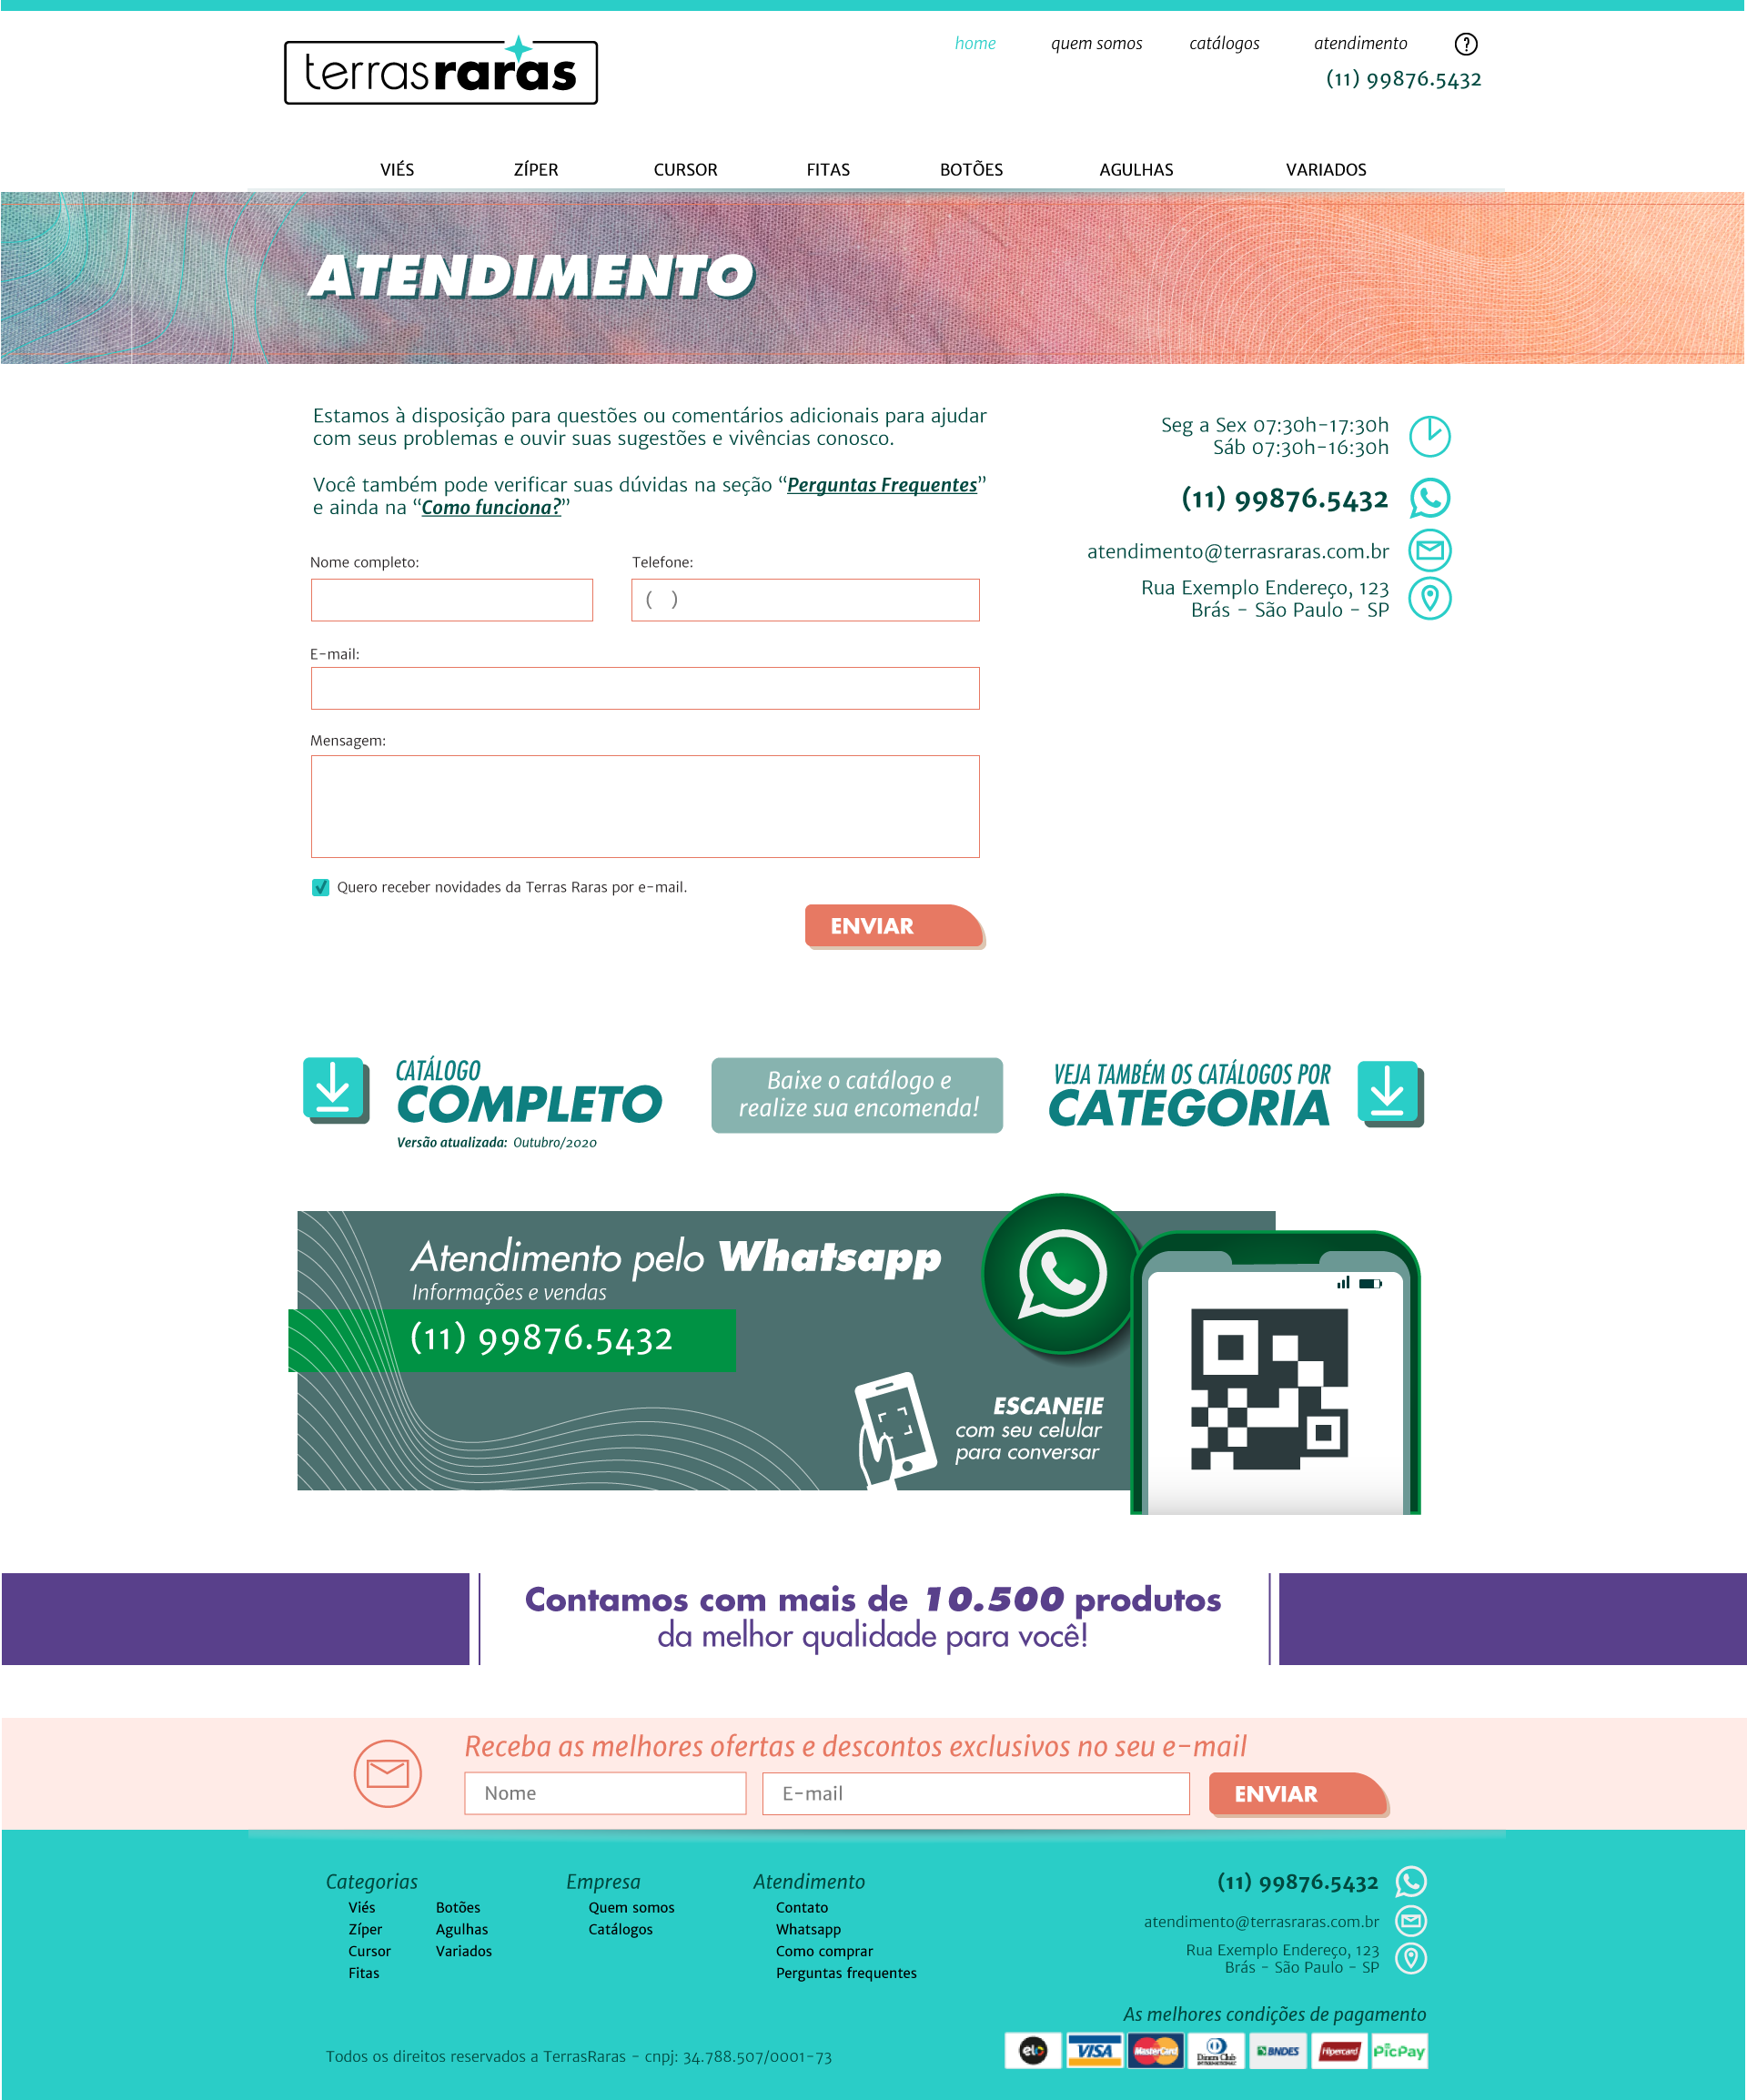 terrasraras
home quem somos catálogos atendimento ?
(11) 99876.5432
VIÉS ZÍPER CURSOR FITAS BOTÕES AGULHAS VARIADOS
ATENDIMENTO
Estamos à disposição para questões ou comentários adicionais para ajudar
com seus problemas e ouvir suas sugestões e vivências conosco.
Você também pode verificar suas dúvidas na seção “Perguntas Frequentes”
e ainda na “Como funciona?”
Seg a Sex 07:30h-17:30h
Sáb 07:30h-16:30h
(11) 99876.5432
atendimento@terrasraras.com.br
Rua Exemplo Endereço, 123
Brás - São Paulo - SP
Nome completo: Telefone:
( )
E-mail:
Mensagem:
Quero receber novidades da Terras Raras por e-mail.
ENVIAR
CATÁLOGO
COMPLETO
Versão atualizada: Outubro/2020
Baixe o catálogo e
realize sua encomenda!
VEJA TAMBÉM OS CATÁLOGOS POR
CATEGORIA
Atendimento pelo Whatsapp
Informações e vendas
(11) 99876.5432
ESCANEIE
com seu celular
para conversar
Contamos com mais de 10.500 produtos
da melhor qualidade para você!
Receba as melhores ofertas e descontos exclusivos no seu e-mail
Nome E-mail ENVIAR
Categorias
Viés
Zíper
Cursor
Fitas
Botões
Agulhas
Variados
Empresa
Quem somos
Catálogos
Atendimento
Contato
Whatsapp
Como comprar
Perguntas frequentes
(11) 99876.5432
atendimento@terrasraras.com.br
Rua Exemplo Endereço, 123
Brás - São Paulo - SP
As melhores condições de pagamento
elo VISA MasterCard Diners Club INTERNATIONAL BNDES Hipercard PicPay
Todos os direitos reservados a TerrasRaras - cnpj: 34.788.507/0001-73